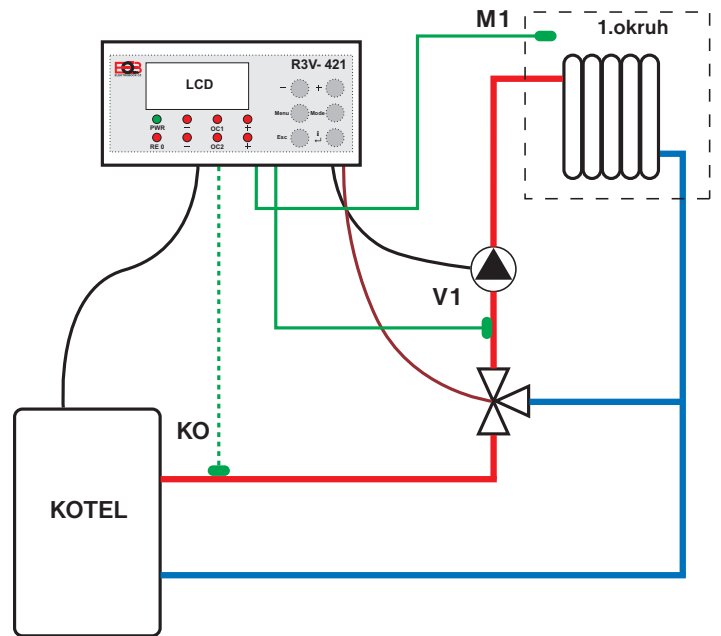 M1
1.okruh
R3V- 421
LCD
− +
Menu Mode
Esc i
PWR − OC1 +
RE 0 − OC2 +
V1
KO
KOTEL